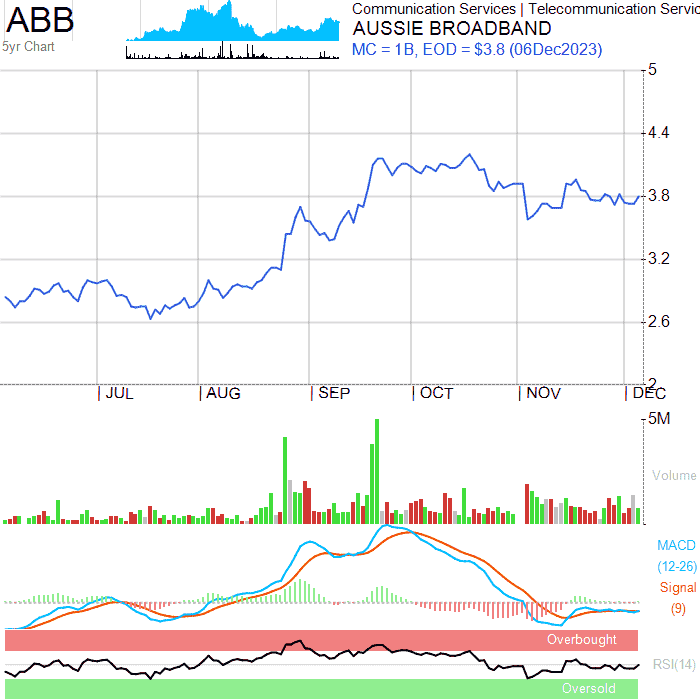 ABB
5yr Chart
Communication Services | Telecommunication Serv
AUSSIE BROADBAND
MC = 1B, EOD = $3.8 (06Dec2023)
5
4.4
3.8
3.2
2.6
2
JUL | AUG | SEP | OCT | NOV | DEC
5M
Volume
MACD
(12-26)
Signal
(9)
Overbought
RSI(14)
Oversold